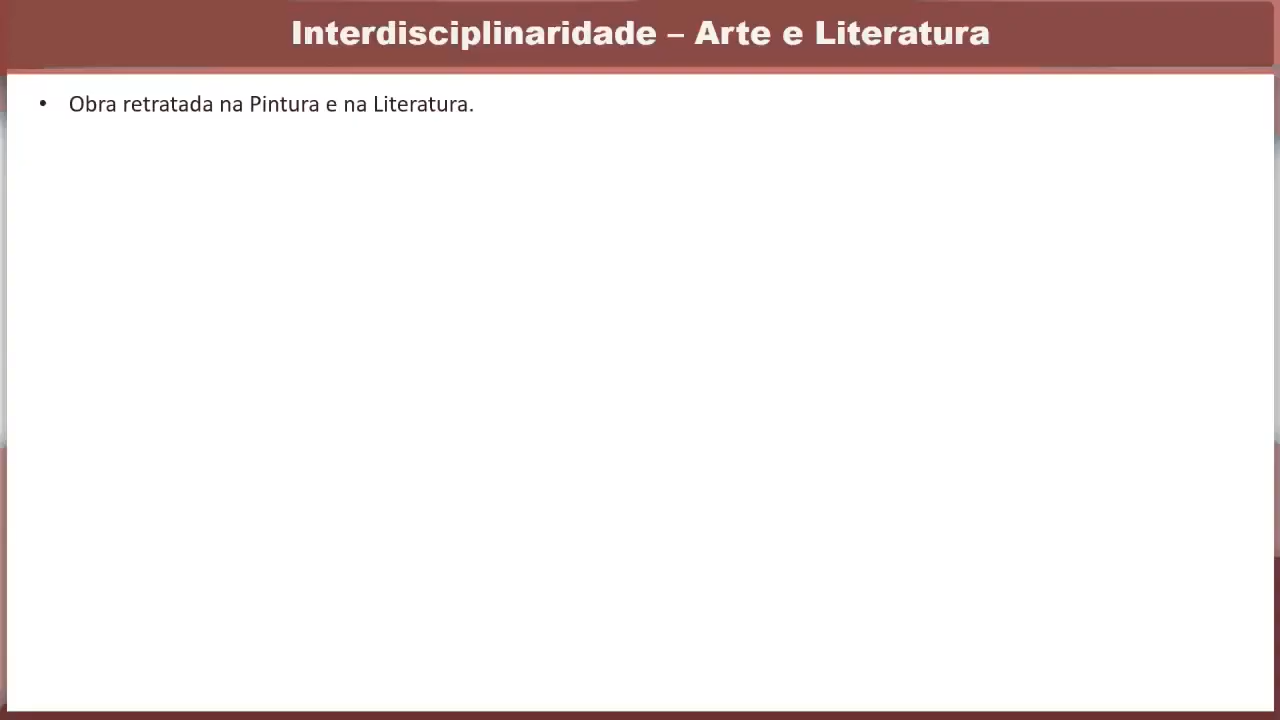 Interdisciplinaridade – Arte e Literatura
• Obra retratada na Pintura e na Literatura.